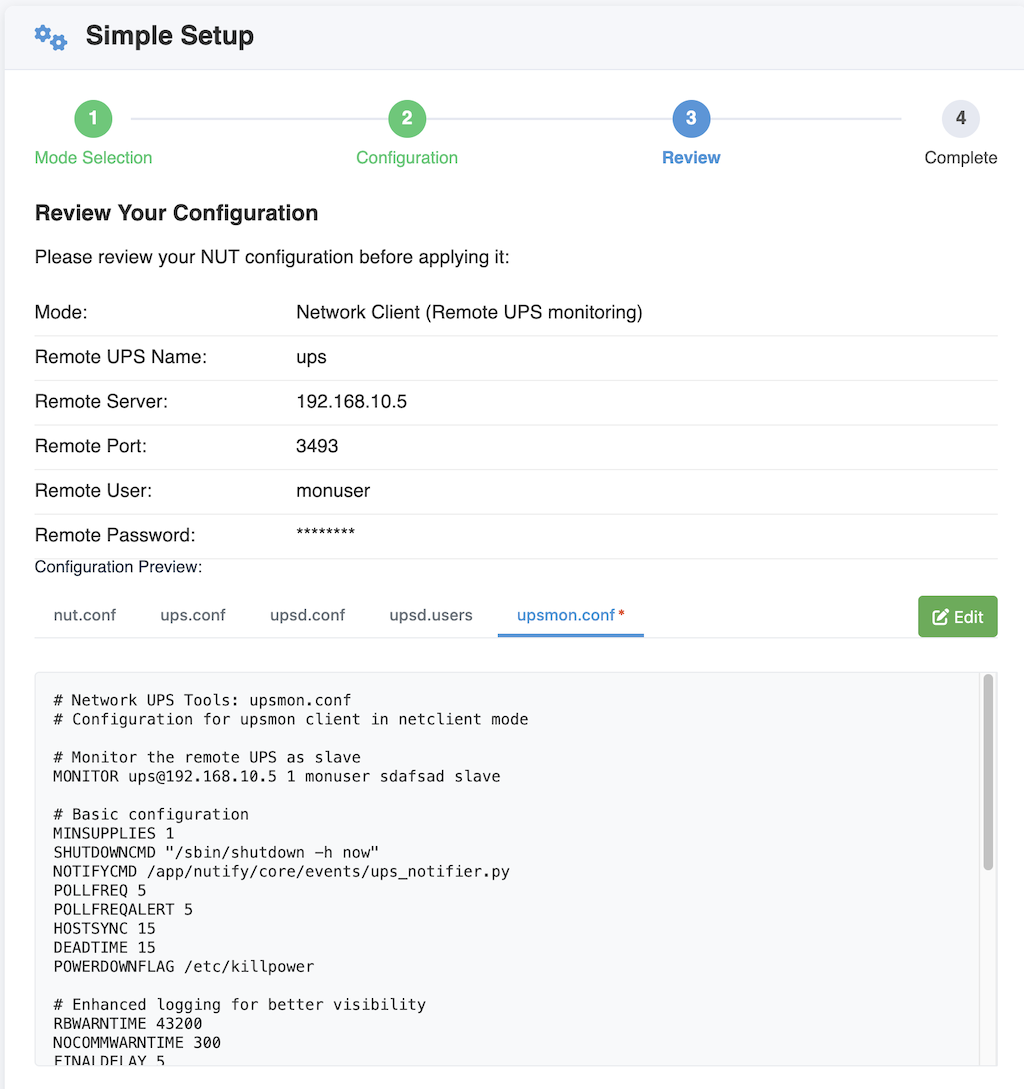 Simple Setup
1 2 3 4
Mode Selection Configuration Review Complete
Review Your Configuration
Please review your NUT configuration before applying it:
Mode: Network Client (Remote UPS monitoring)
Remote UPS Name: ups
Remote Server: 192.168.10.5
Remote Port: 3493
Remote User: monuser
Remote Password: ********
Configuration Preview:
nut.conf ups.conf upsd.conf upsd.users upsmon.conf * Edit
# Network UPS Tools: upsmon.conf
# Configuration for upsmon client in netclient mode
# Monitor the remote UPS as slave
MONITOR ups@192.168.10.5 1 monuser sdafsad slave
# Basic configuration
MINSUPPLIES 1
SHUTDOWNCMD "/sbin/shutdown -h now"
NOTIFYCMD /app/nutify/core/events/ups_notifier.py
POLLFREQ 5
POLLFREQALERT 5
HOSTSYNC 15
DEADTIME 15
POWERDOWNFLAG /etc/killpower
# Enhanced logging for better visibility
RBWARNTIME 43200
NOCOMMWARNTIME 300
FINALDELAY 5